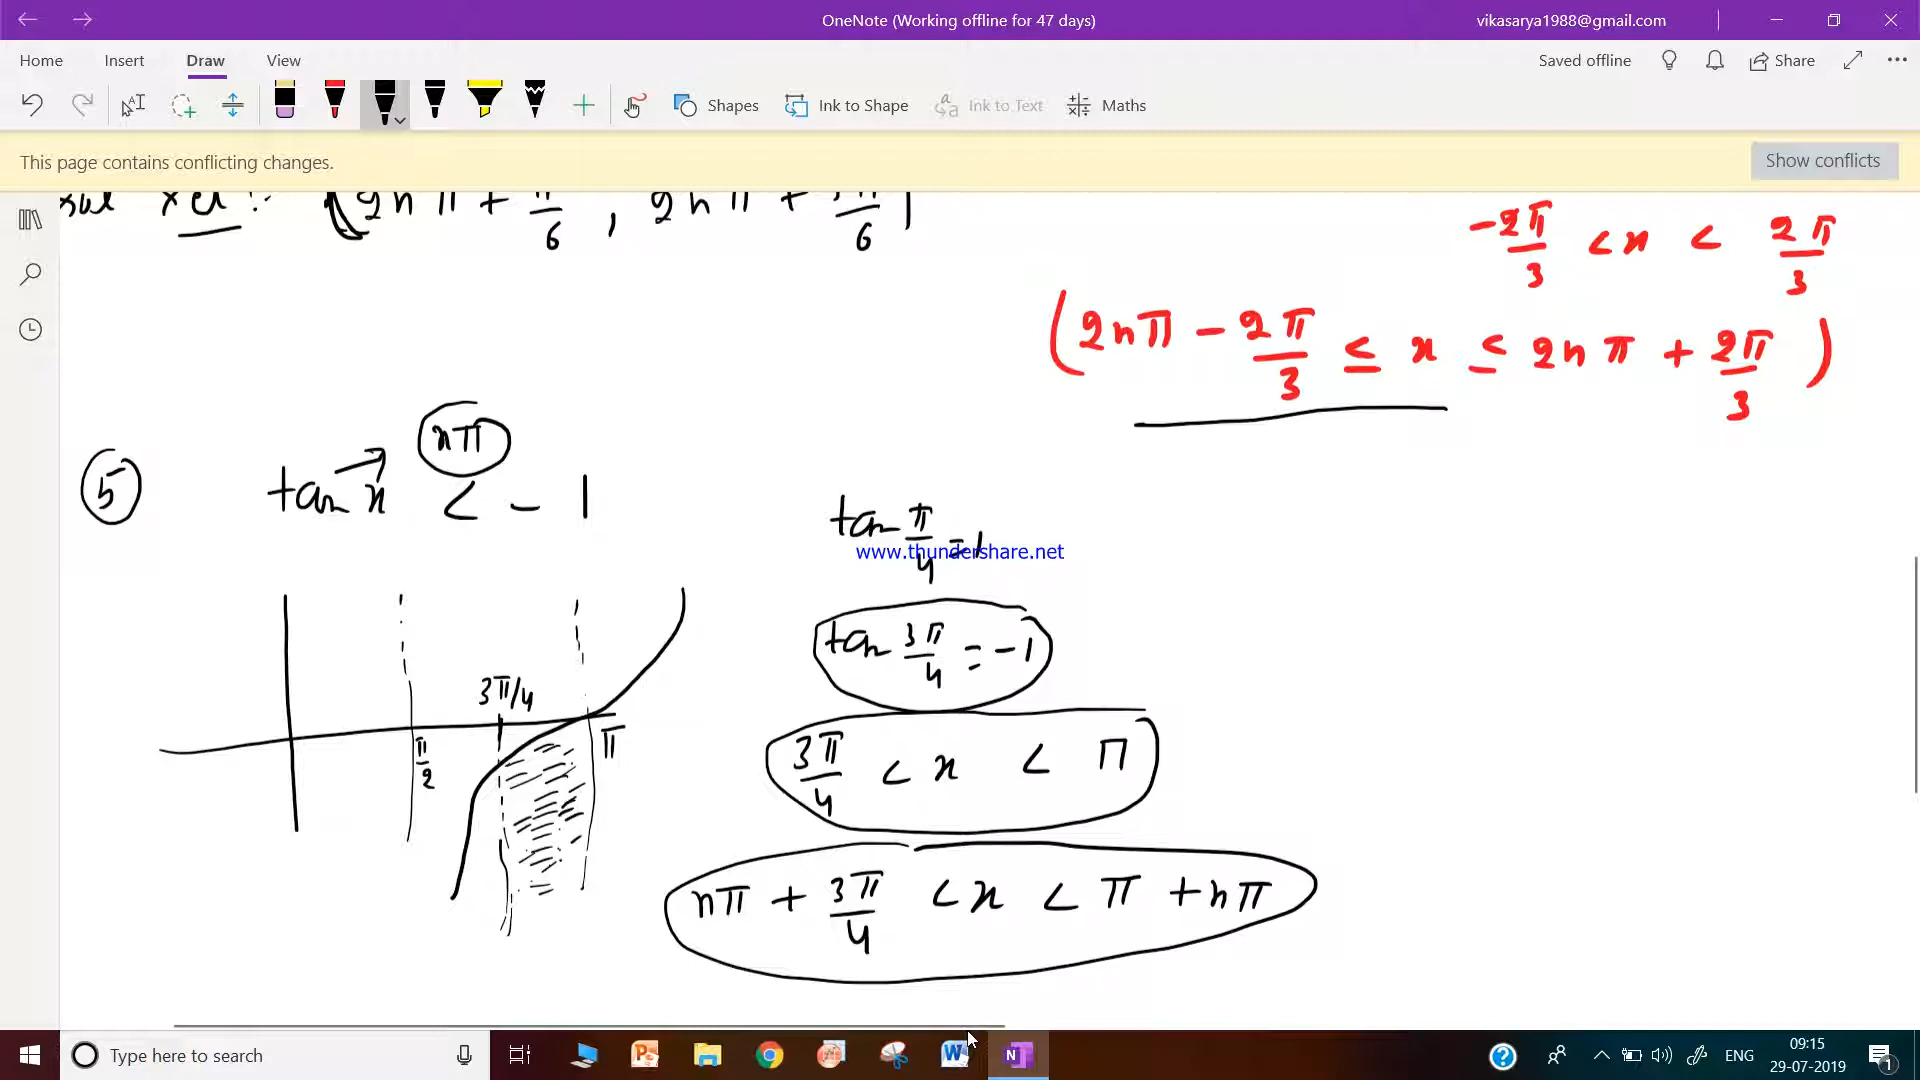 OneNote (Working offline for 47 days)
vikasarya1988@gmail.com
Home Insert Draw View
Saved offline
Share
Shapes
Ink to Shape
Ink to Text
Maths
This page contains conflicting changes.
Show conflicts
2nπ + π/6 , 2nπ +
-2π/3 < x < 2π/3
(2nπ - 2π/3 ≤ x ≤ 2nπ + 2π/3)
nπ
5 tan x < -1
tan π/4 = 1
www.thundershare.net
tan 3π/4 = -1
3π/4
π/2
π
3π/4 < x < π
nπ + 3π/4 < x < π + nπ
Type here to search
ENG
09:15
29-07-2019
1